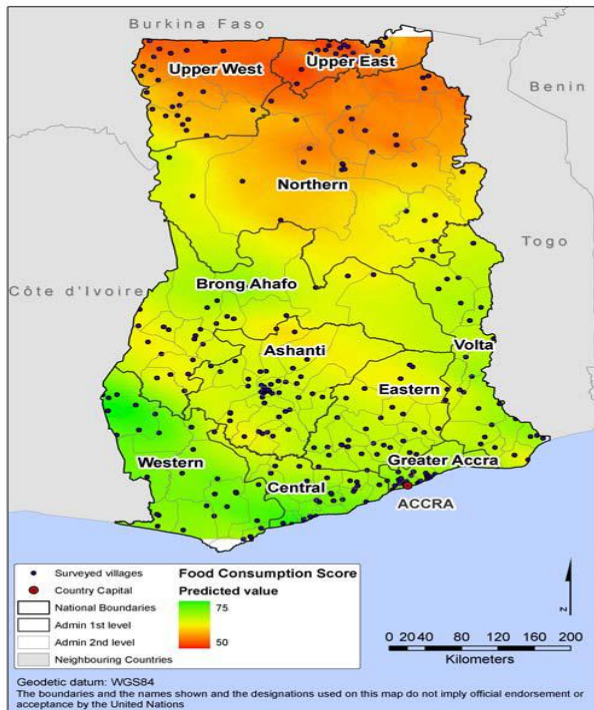 Burkina Faso
Upper West
Upper East
Benin
Northern
Togo
Brong Ahafo
Côte d'Ivoire
Volta
Ashanti
Eastern
Western
Greater Accra
Central
ACCRA
Surveyed villages
Country Capital
National Boundaries
Admin 1st level
Admin 2nd level
Neighbouring Countries
Food Consumption Score
Predicted value
75
50
N
0 20 40 80 120 160 200
Kilometers
Geodetic datum: WGS84
The boundaries and the names shown and the designations used on this map do not imply official endorsement or
acceptance by the United Nations